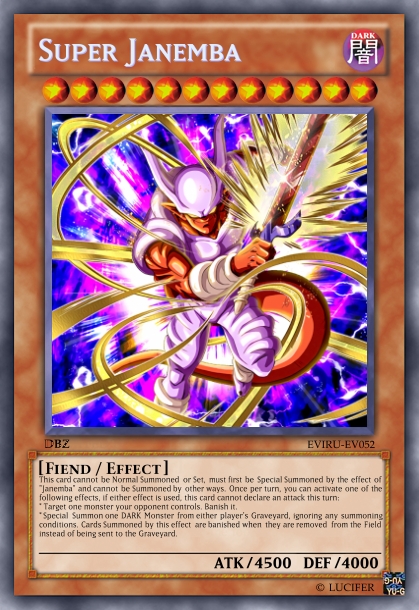 SUPER JANEMBA
DARK
闇
DBZ
EVIRU-EV052
[FIEND / EFFECT]
This card cannot be Normal Summoned or Set, must first be Special Summoned by the effect of
"Janemba" and cannot be Summoned by other ways. Once per turn, you can activate one of the
following effects, if either effect is used, this card cannot declare an attack this turn:
* Target one monster your opponent controls. Banish it.
*Special Summon one DARK Monster from either player's Graveyard, ignoring any summoning
conditions. Cards Summoned by this effect are banished when they are removed from the Field
instead of being sent to the Graveyard.
ATK/4500 DEF/4000
© LUCIFER
YU-G